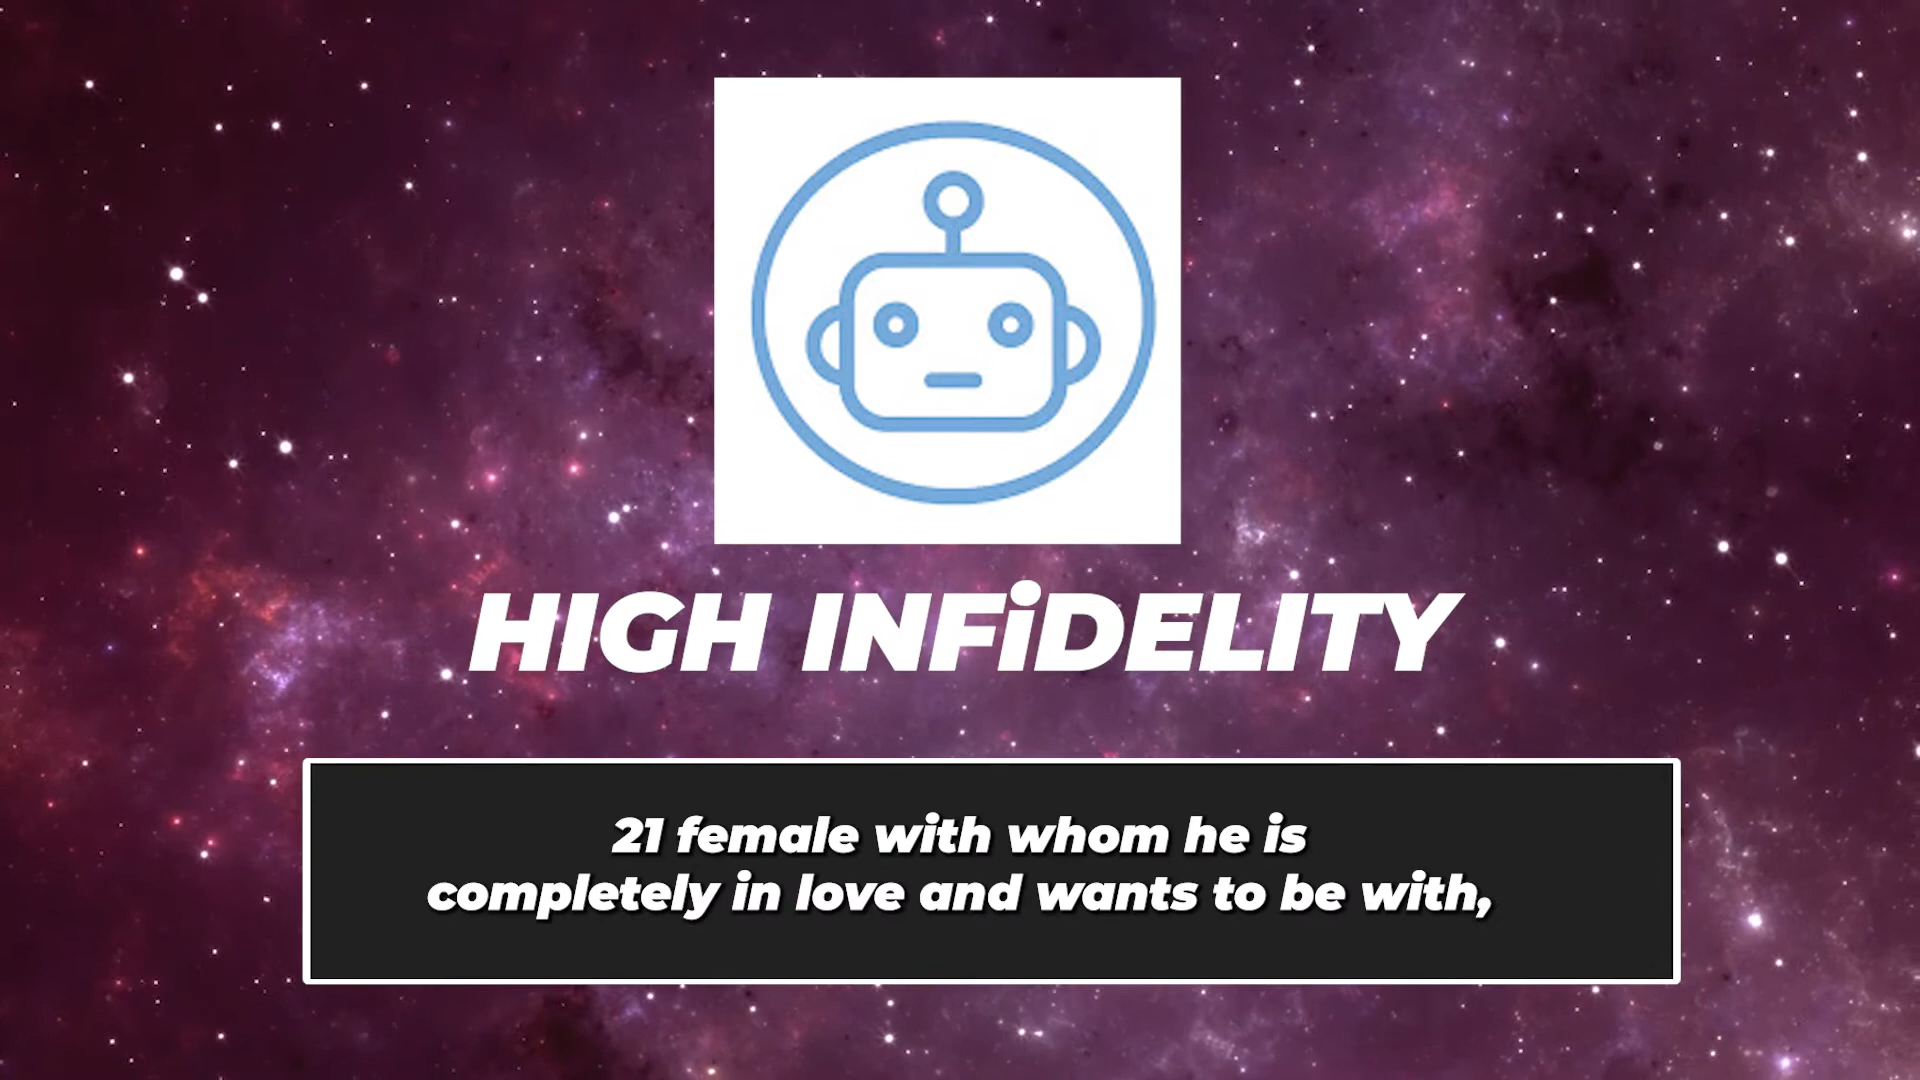 HIGH INFiDELITY
21 female with whom he is
completely in love and wants to be with,